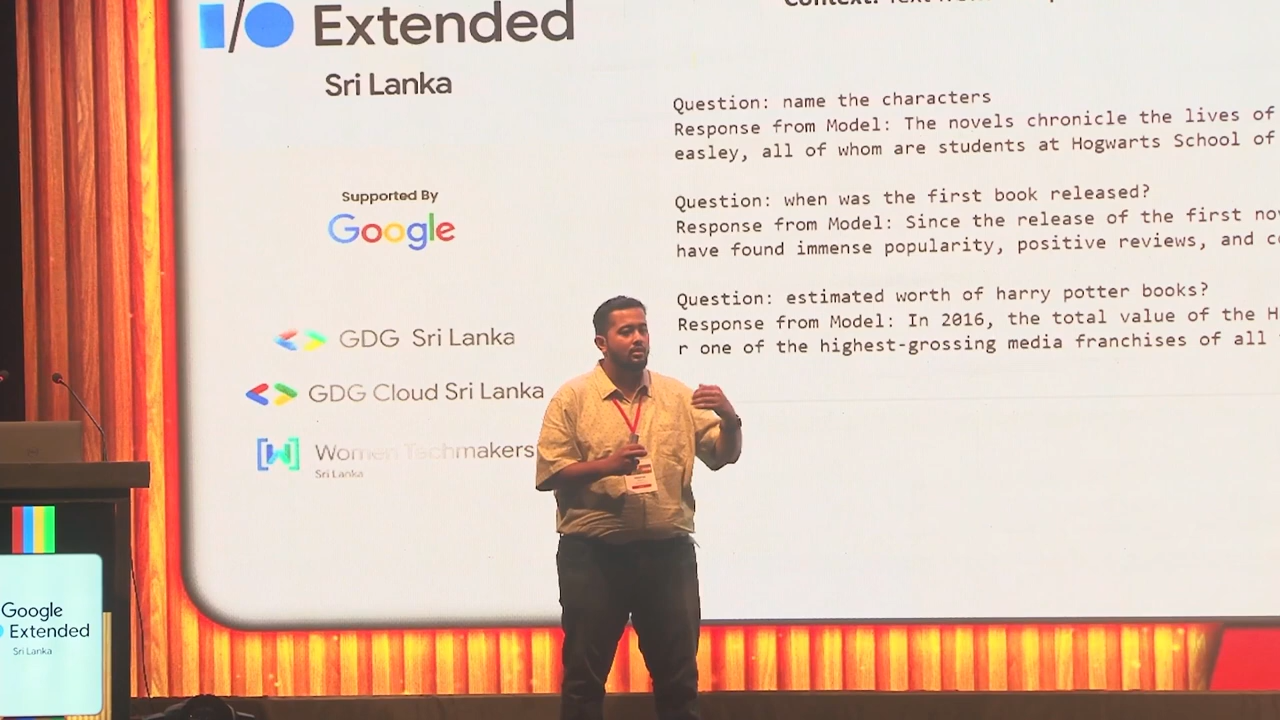 I/O Extended
Sri Lanka
Supported By
Google
GDG Sri Lanka
GDG Cloud Sri Lanka
Women Techmakers
Sri Lanka
Context: Text
Question: name the characters
Response from Model: The novels chronicle the lives of
easley, all of whom are students at Hogwarts School of
Question: when was the first book released?
Response from Model: Since the release of the first nov
have found immense popularity, positive reviews, and c
Question: estimated worth of harry potter books?
Response from Model: In 2016, the total value of the H
r one of the highest-grossing media franchises of all
Google
Extended
Sri Lanka